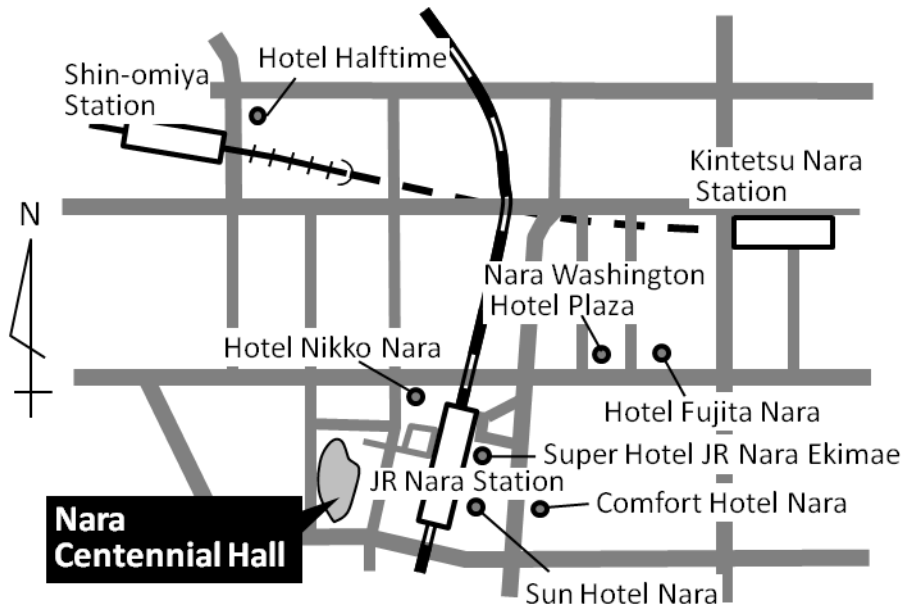 Hotel Halftime
Shin-omiya
Station
Kintetsu Nara
Station
N
Nara Washington
Hotel Plaza
Hotel Nikko Nara
Hotel Fujita Nara
Super Hotel JR Nara Ekimae
JR Nara Station
Comfort Hotel Nara
Nara
Centennial Hall
Sun Hotel Nara